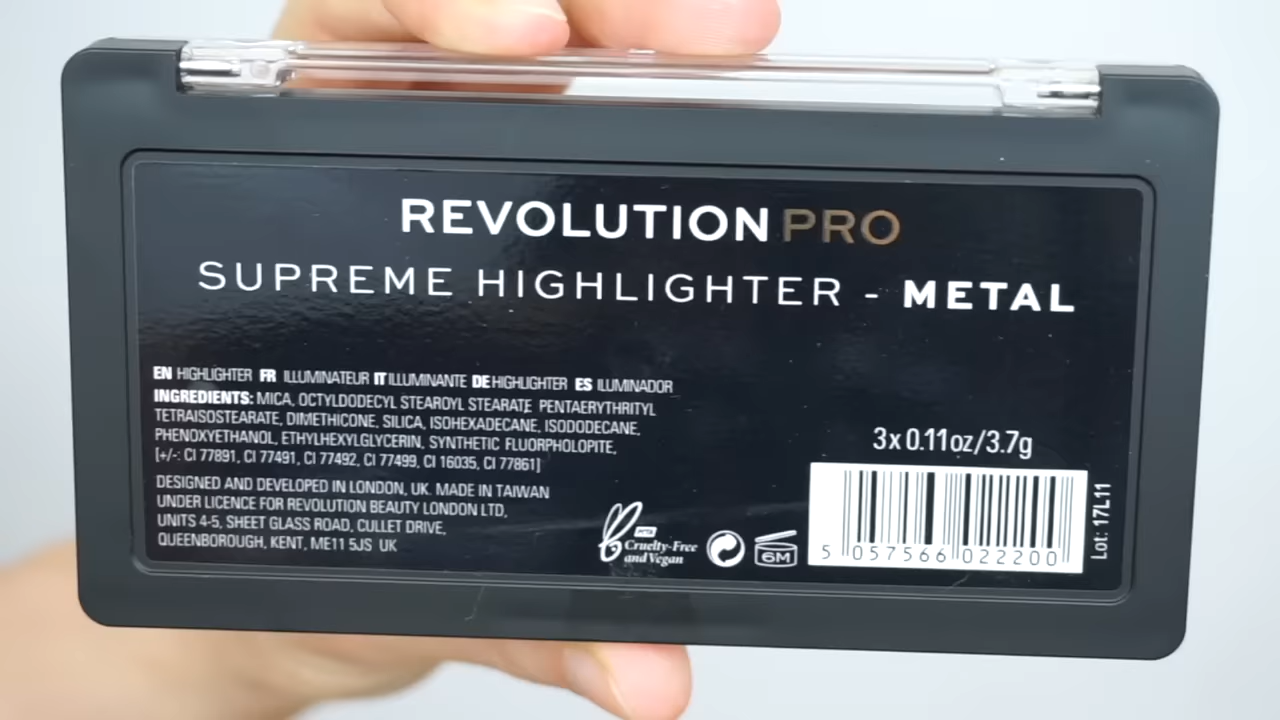 REVOLUTION PRO
SUPREME HIGHLIGHTER - METAL
EN HIGHLIGHTER FR ILLUMINATEUR IT ILLUMINANTE DE HIGHLIGHTER ES ILUMINADOR
INGREDIENTS: MICA, OCTYLDODECYL STEAROYL STEARATE PENTAERYTHRITYL
TETRAISOSTEARATE, DIMETHICONE, SILICA, ISOHEXADECANE, ISODODECANE,
PHENOXYETHANOL, ETHYLHEXYLGLYCERIN, SYNTHETIC FLUORPHOLOPITE,
[+/-: CI 77891, CI 77491, CI 77492, CI 77499, CI 16035, CI 77861]
DESIGNED AND DEVELOPED IN LONDON, UK. MADE IN TAIWAN
UNDER LICENCE FOR REVOLUTION BEAUTY LONDON LTD,
UNITS 4-5, SHEET GLASS ROAD, CULLET DRIVE,
QUEENBOROUGH, KENT, ME11 5JS UK
PETA
Cruelty-Free
and Vegan
6M
3x0.11oz/3.7g
5 057566 022200
Lot: 17L11